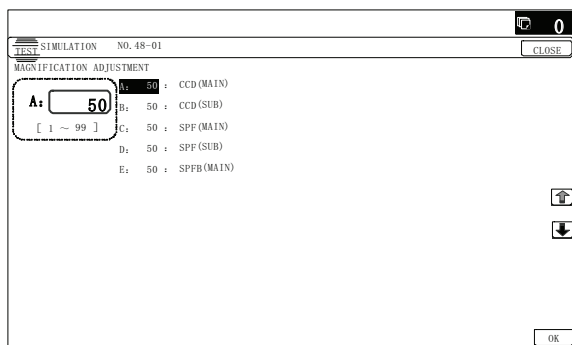 0
TEST SIMULATION NO.48-01
CLOSE
MAGNIFICATION ADJUSTMENT
A: 50
[ 1 ~ 99 ]
A: 50 : CCD(MAIN)
B: 50 : CCD(SUB)
C: 50 : SPF(MAIN)
D: 50 : SPF(SUB)
E: 50 : SPFB(MAIN)
OK